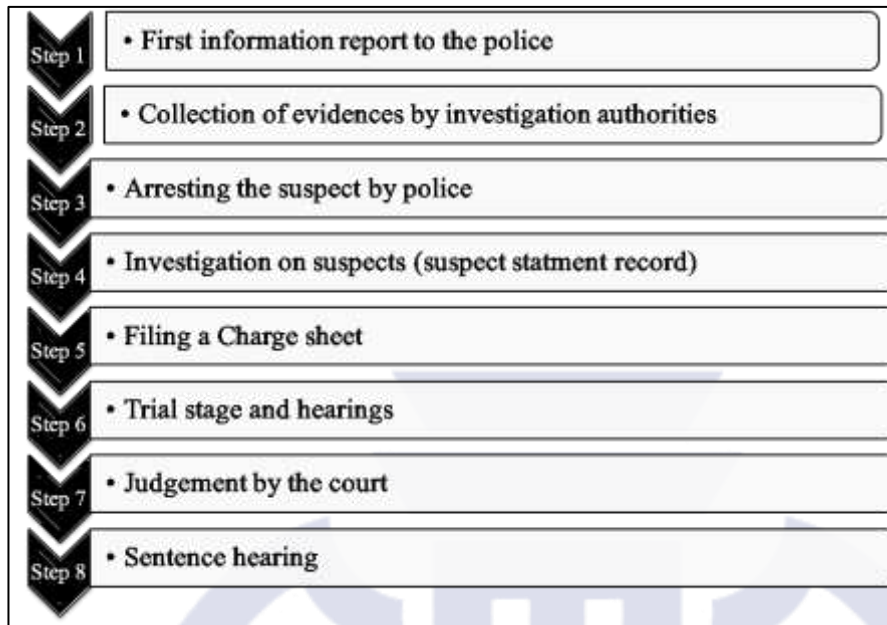 Step 1
• First information report to the police
Step 2
• Collection of evidences by investigation authorities
Step 3
• Arresting the suspect by police
Step 4
• Investigation on suspects (suspect statment record)
Step 5
• Filing a Charge sheet
Step 6
• Trial stage and hearings
Step 7
• Judgement by the court
Step 8
• Sentence hearing